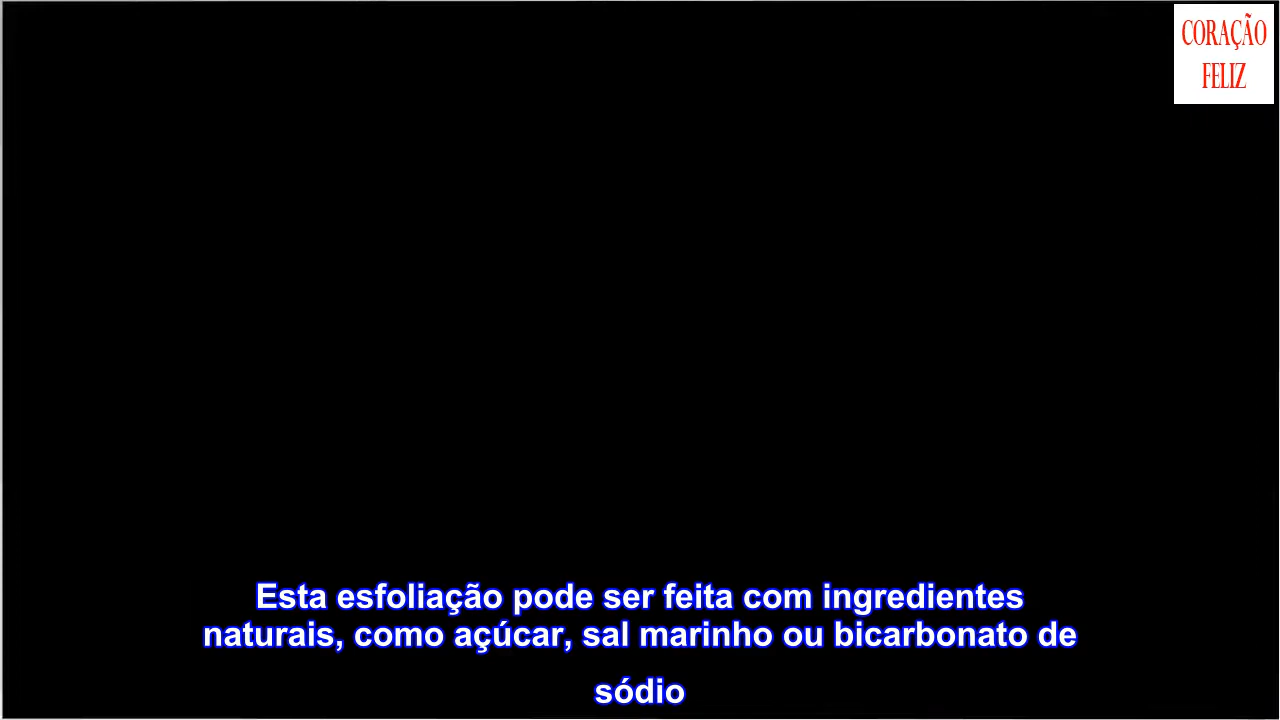 CORAÇÃO
FELIZ
Esta esfoliação pode ser feita com ingredientes
naturais, como açúcar, sal marinho ou bicarbonato de
sódio